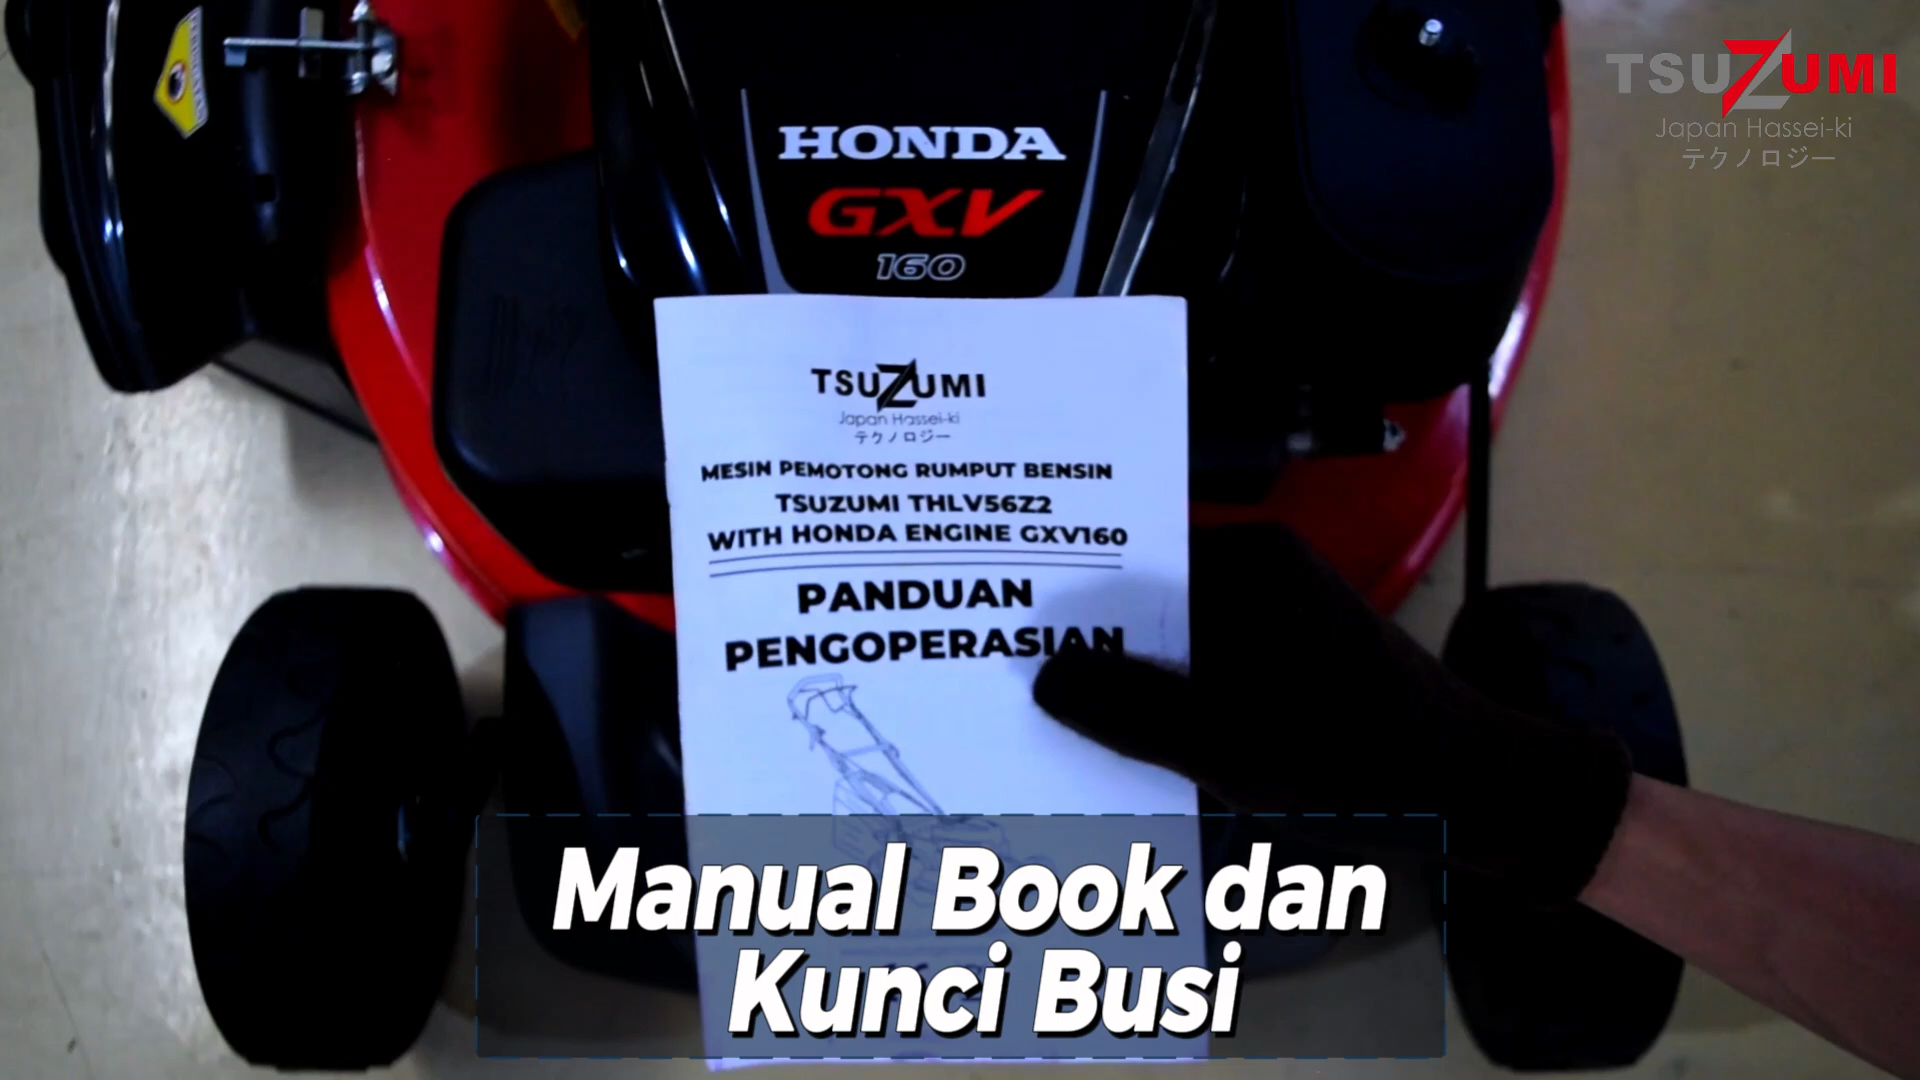 TSUZUMI
Japan Hassei-ki
テクノロジー
HONDA
GXV
160
TSUZUMI
Japan Hassei-ki
テクノロジー
MESIN PEMOTONG RUMPUT BENSIN
TSUZUMI THLV56Z2
WITH HONDA ENGINE GXV160
PANDUAN
PENGOPERASIAN
Manual Book dan
Kunci Busi